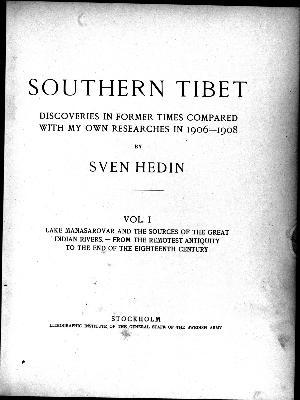 SOUTHERN TIBET
DISCOVERIES IN FORMER TIMES COMPARED
WITH MY OWN RESEARCHES IN 1906—1908
BY
SVEN HEDIN
VOL. I
LAKE MANASAROVAR AND THE SOURCES OF THE GREAT
INDIAN RIVERS. — FROM THE REMOTEST ANTIQUITY
TO THE END OF THE EIGHTEENTH CENTURY
STOCKHOLM
LITHOGRAPHIC INSTITUTE OF THE GENERAL STAFF OF THE SWEDISH ARMY